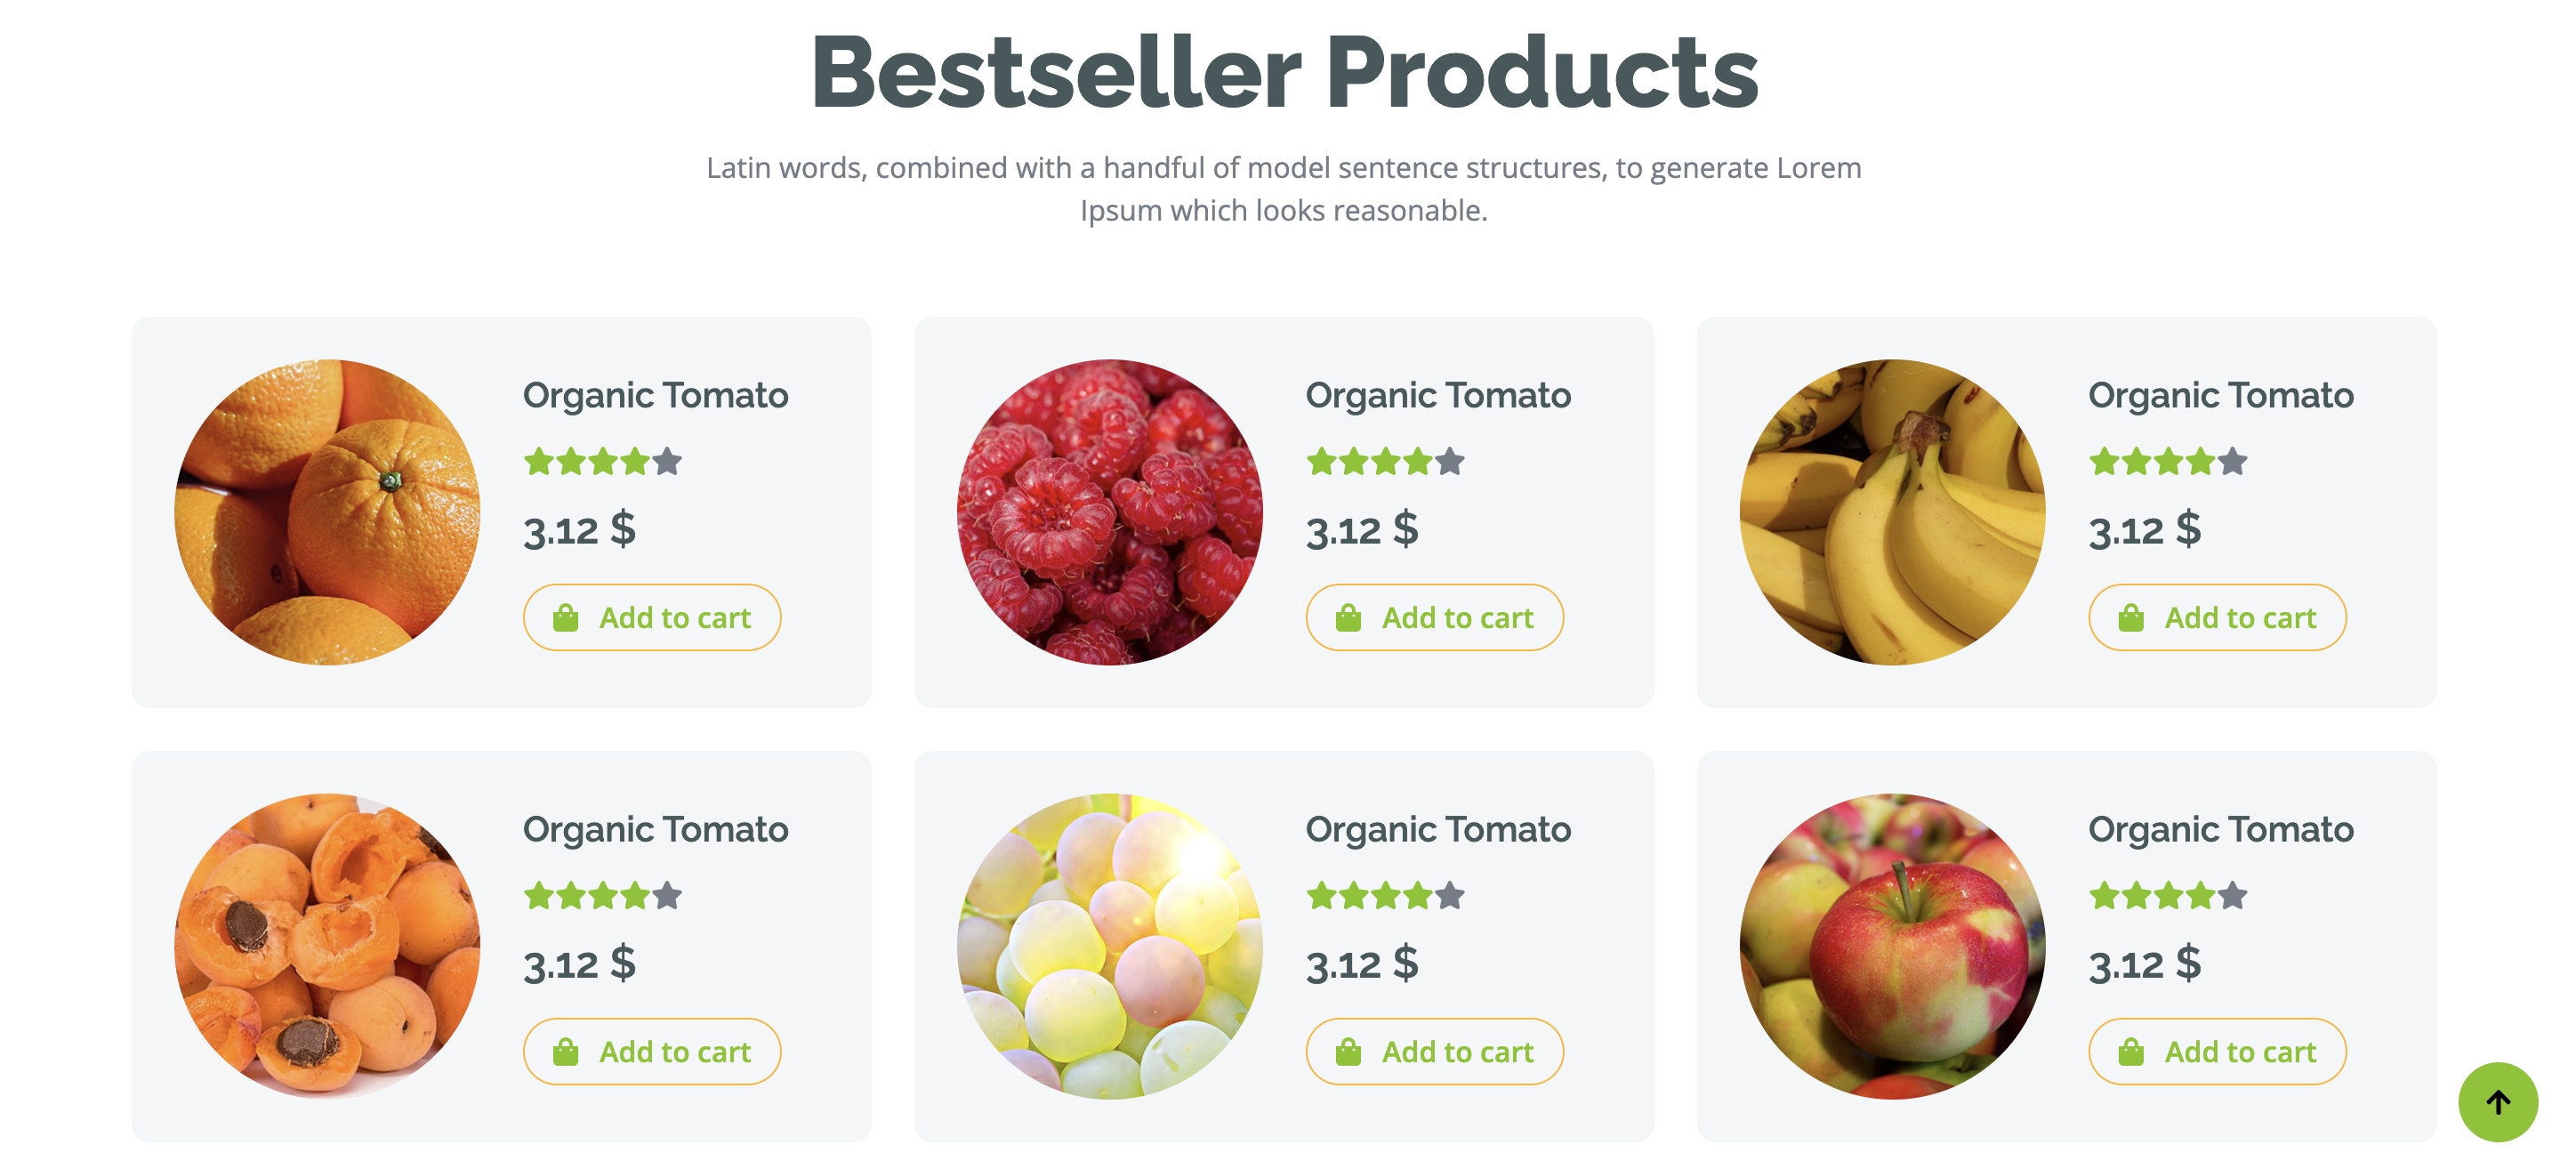 Bestseller Products
Latin words, combined with a handful of model sentence structures, to generate Lorem
Ipsum which looks reasonable.
Organic Tomato
3.12 $
Add to cart
Organic Tomato
3.12 $
Add to cart
Organic Tomato
3.12 $
Add to cart
Organic Tomato
3.12 $
Add to cart
Organic Tomato
3.12 $
Add to cart
Organic Tomato
3.12 $
Add to cart